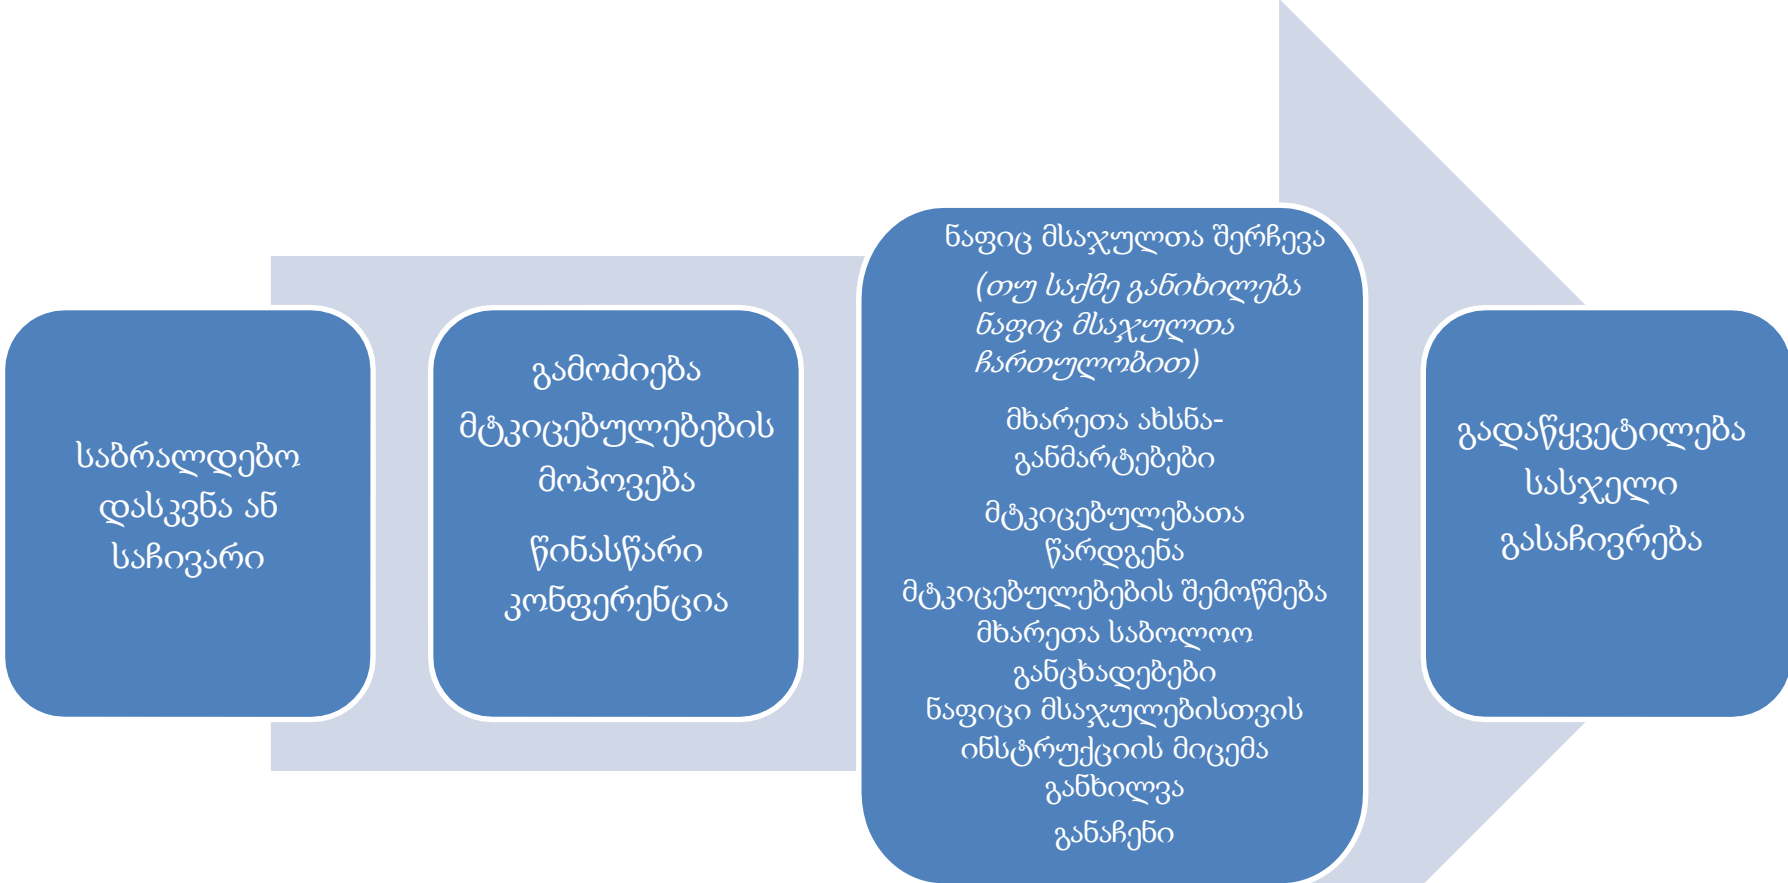 საბრალდებო
დასკვნა ან
საჩივარი
გამოძიება
მტკიცებულებების
მოპოვება
წინასწარი
კონფერენცია
ნაფიც მსაჯულთა შერჩევა
(თუ საქმე განიხილება
ნაფიც მსაჯულთა
ჩართულობით)
მხარეთა ახსნა-
განმარტებები
მტკიცებულებათა
წარდგენა
მტკიცებულებების შემოწმება
მხარეთა საბოლოო
განცხადებები
ნაფიცი მსაჯულებისთვის
ინსტრუქციის მიცემა
განხილვა
განაჩენი
გადაწყვეტილება
სასჯელი
გასაჩივრება